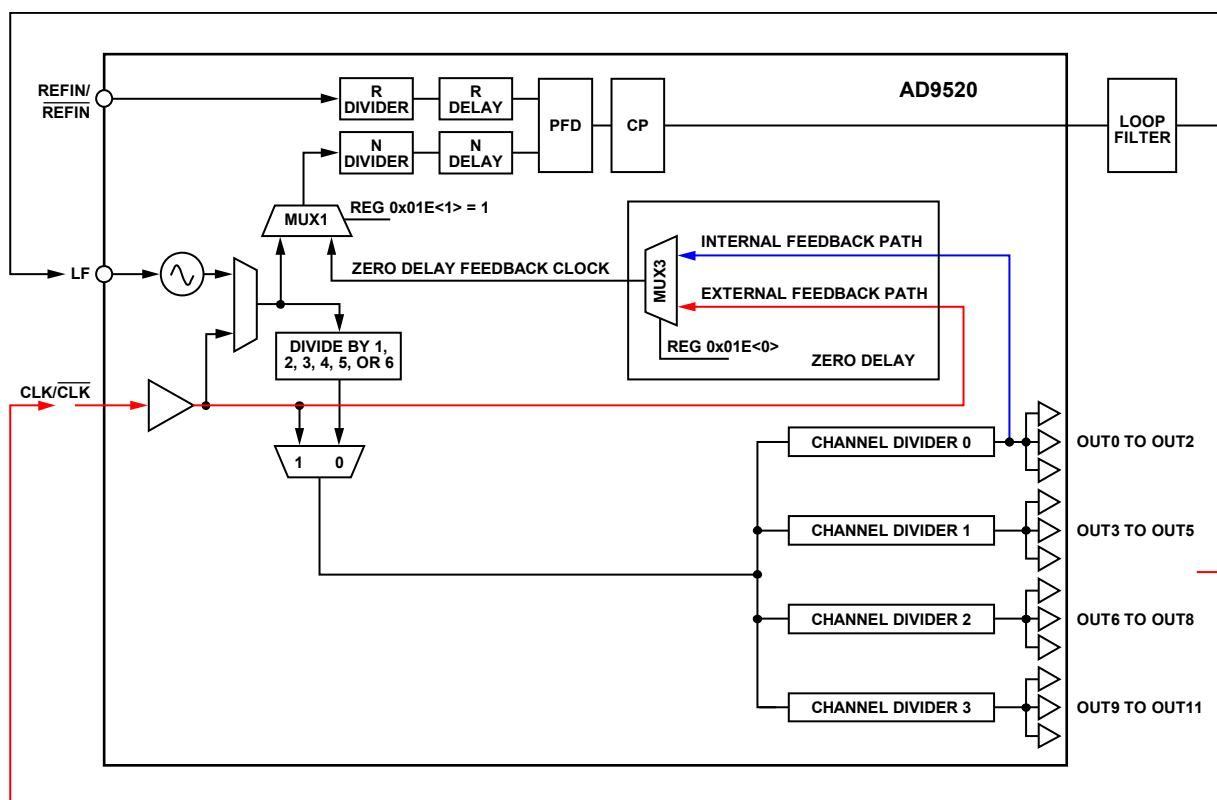 AD9520
REFIN/
REFIN
R
DIVIDER
R
DELAY
PFD
CP
LOOP
FILTER
N
DIVIDER
N
DELAY
REG 0x01E<1> = 1
MUX1
INTERNAL FEEDBACK PATH
LF
ZERO DELAY FEEDBACK CLOCK
MUX3
EXTERNAL FEEDBACK PATH
DIVIDE BY 1,
2, 3, 4, 5, OR 6
REG 0x01E<0>
ZERO DELAY
CLK/CLK
1 0
CHANNEL DIVIDER 0
OUT0 TO OUT2
CHANNEL DIVIDER 1
OUT3 TO OUT5
CHANNEL DIVIDER 2
OUT6 TO OUT8
CHANNEL DIVIDER 3
OUT9 TO OUT11